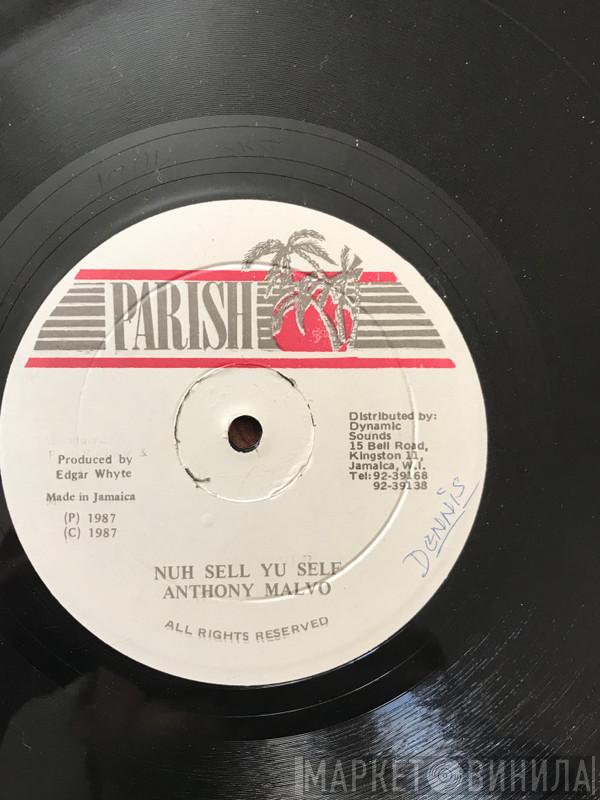 PARISH
Distributed by:
Dynamic
Sounds
15 Bell Road,
Kingston 11,
Jamaica, W.I.
Tel: 92-39168
92-39138
&
Produced by
Edgar Whyte
Made in Jamaica
(P) 1987
(C) 1987
DENNIS
NUH SELL YU SELF
ANTHONY MALVO
ALL RIGHTS RESERVED
МАРКЕТ ВИНИЛА